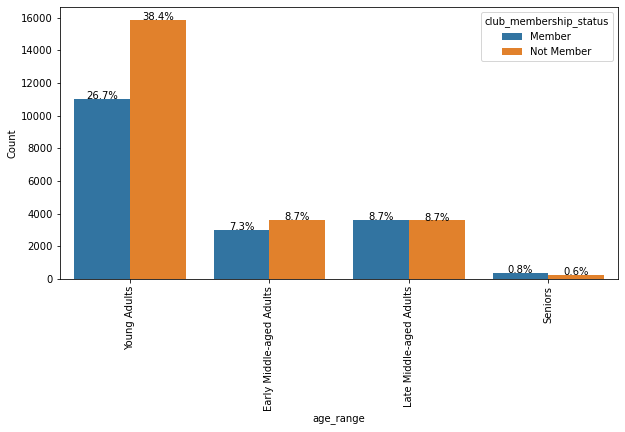 club_membership_status
Member
Not Member
16000
14000
12000
10000
8000
6000
4000
2000
0
Count
26.7%
38.4%
7.3%
8.7%
8.7%
8.7%
0.8%
0.6%
Young Adults
Early Middle-aged Adults
Late Middle-aged Adults
Seniors
age_range